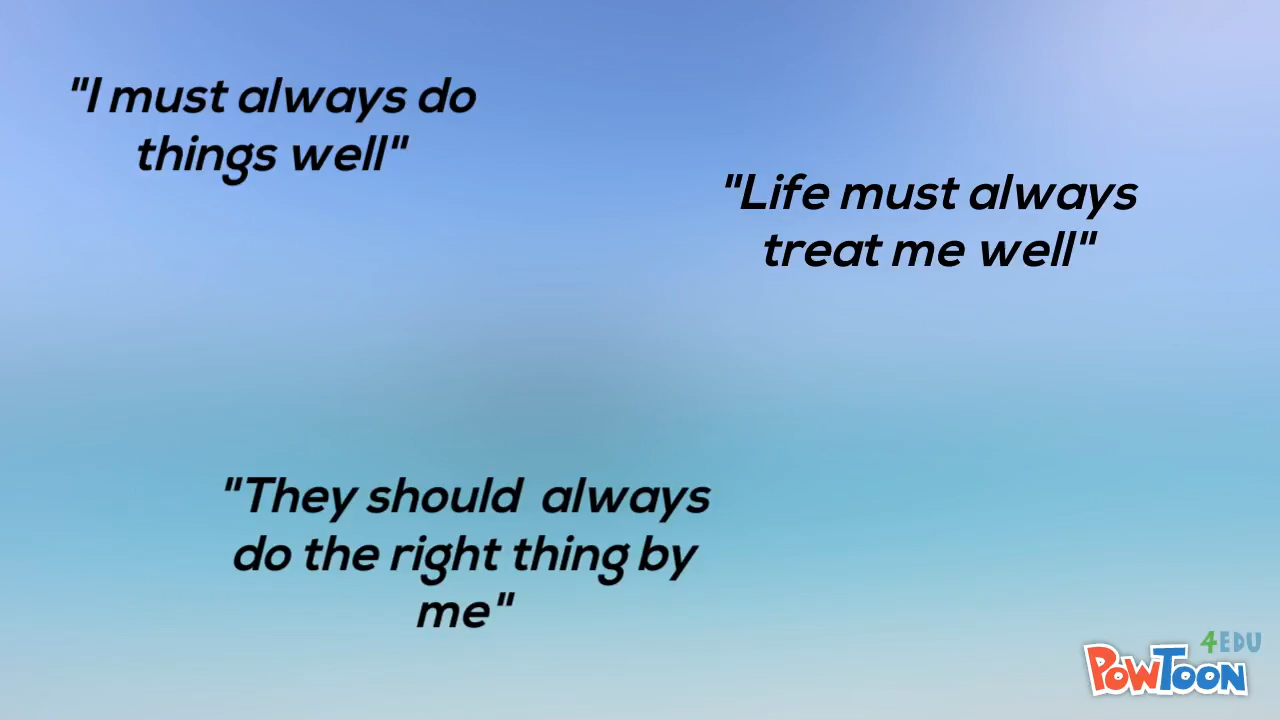 "I must always do
things well"
"Life must always
treat me well"
"They should always
do the right thing by
me"
4EDU
PowToon